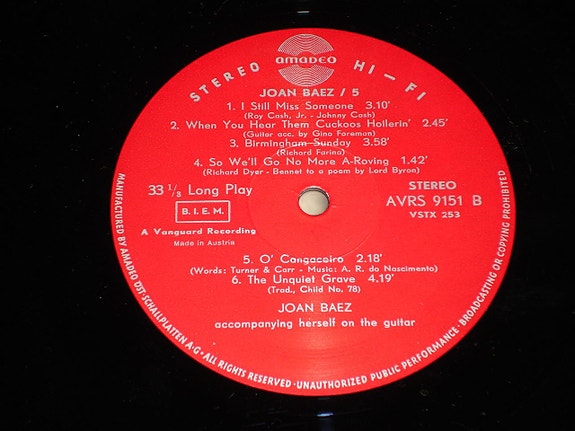 AMADEO
STEREO HI-FI
JOAN BAEZ / 5
1. I Still Miss Someone 3.10'
(Roy Cash, Jr. - Johnny Cash)
2. When You Hear Them Cuckoos Hollerin' 2.45'
(Guitar acc. by Gino Foreman)
3. Birmingham Sunday 3.58'
(Richard Farina)
4. So We'll Go No More A-Roving 1.42'
(Richard Dyer - Bennet to a poem by Lord Byron)
33 1/3 Long Play
B.I.E.M.
A Vanguard Recording
Made in Austria
STEREO
AVRS 9151 B
VSTX 253
5. O' Cangaceiro 2.18'
(Words: Turner & Carr - Music: A. R. do Nascimento)
6. The Unquiet Grave 4.19'
(Trad., Child No. 78)
JOAN BAEZ
accompanying herself on the guitar
MANUFACTURED BY AMADEO ÖST. SCHALLPLATTEN A·G · ALL RIGHTS RESERVED · UNAUTHORIZED PUBLIC PERFORMANCE · BROADCASTING OR COPYING PROHIBITED